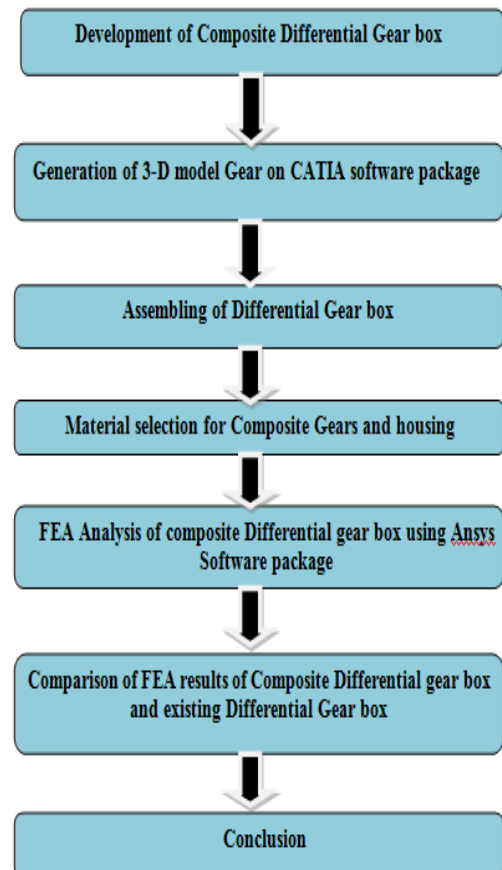 Development of Composite Differential Gear box
Generation of 3-D model Gear on CATIA software package
Assembling of Differential Gear box
Material selection for Composite Gears and housing
FEA Analysis of composite Differential gear box using Ansys
Software package
Comparison of FEA results of Composite Differential gear box
and existing Differential Gear box
Conclusion